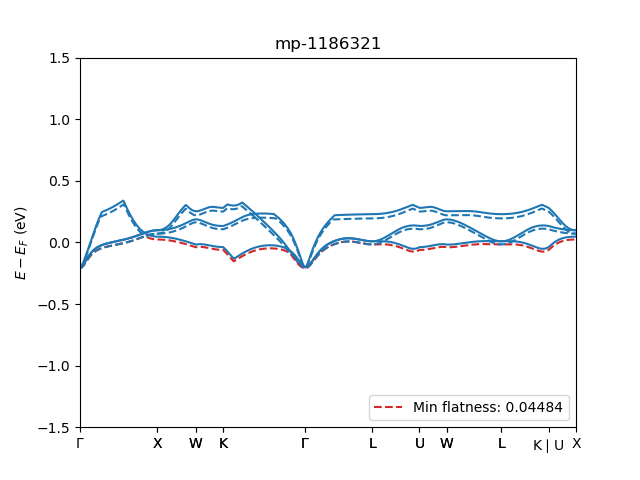 mp-1186321
E − E_F (eV)
1.5
1.0
0.5
0.0
−0.5
−1.0
−1.5
Min flatness: 0.04484
Γ X W K Γ L U W L K | U X